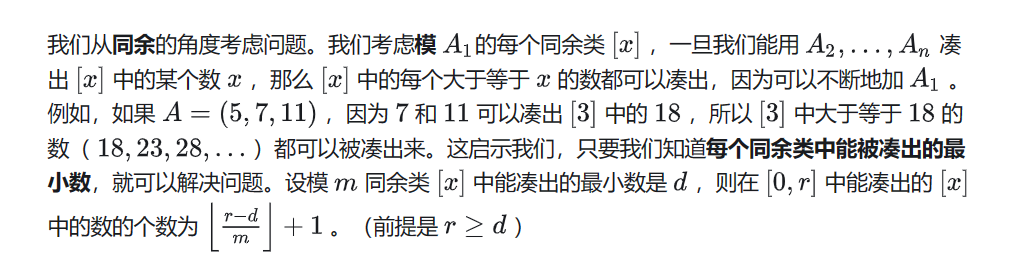 我们从同余的角度考虑问题。我们考虑模 $A_1$的每个同余类 $[x]$ ，一旦我们能用 $A_2, \ldots, A_n$ 凑
出 $[x]$ 中的某个数 $x$ ，那么 $[x]$ 中的每个大于等于 $x$ 的数都可以凑出，因为可以不断地加 $A_1$ 。
例如，如果 $A = (5, 7, 11)$ ，因为 $7$ 和 $11$ 可以凑出 $[3]$ 中的 $18$ ，所以 $[3]$ 中大于等于 $18$ 的
数（ $18, 23, 28, \ldots$ ）都可以被凑出来。这启示我们，只要我们知道每个同余类中能被凑出的最
小数，就可以解决问题。设模 $m$ 同余类 $[x]$ 中能凑出的最小数是 $d$ ，则在 $[0, r]$ 中能凑出的 $[x]$
中的数的个数为 $\left\lfloor \frac{r-d}{m} \right\rfloor + 1$ 。（前提是 $r \geq d$ ）